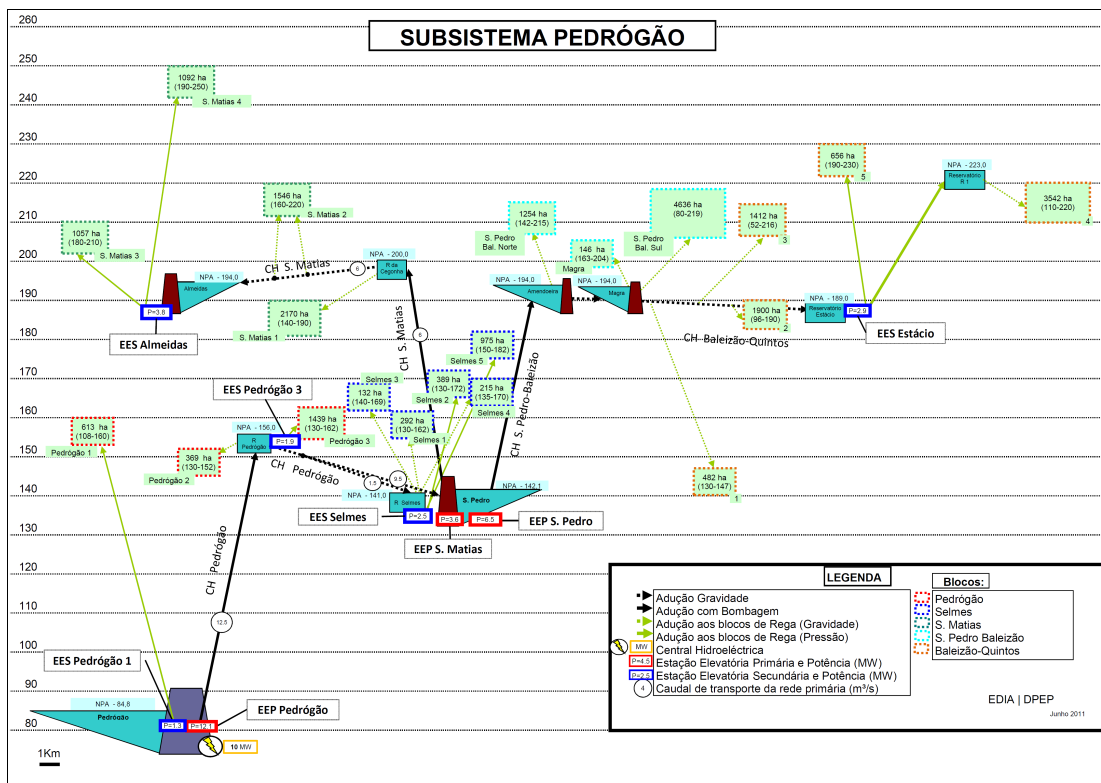 SUBSISTEMA PEDRÓGÃO
260
250
240
230
220
210
200
190
180
170
160
150
140
130
120
110
100
90
80
1092 ha
(190-250)
S. Matias 4
1546 ha
(160-220)
S. Matias 2
1057 ha
(180-210)
S. Matias 3
CH S. Matias
6
NPA - 200,0
R da
Cegonha
NPA - 194,0
Almeidas
P=3.8
EES Almeidas
2170 ha
(140-190)
S. Matias 1
CH S. Matias
6
656 ha
(190-230)
5
NPA - 223,0
Reservatório
R 1
3542 ha
(110-220)
4
4636 ha
(80-219)
S. Pedro
Bal. Sul
1254 ha
(142-215)
S. Pedro
Bal. Norte
1412 ha
(52-216)
3
146 ha
(163-204)
Magra
NPA - 194.0
Amendoeira
NPA - 194.0
Magra
NPA - 189,0
Reservatório
Estácio
P=2.9
EES Estácio
1900 ha
(96-190)
2
CH Baleizão-Quintos
CH S. Pedro-Baleizão
975 ha
(150-182)
Selmes 5
389 ha
(130-172)
Selmes 2
215 ha
(135-170)
Selmes 4
Selmes 3
132 ha
(140-169)
292 ha
(130-162)
Selmes 1
EES Pedrógão 3
613 ha
(108-160)
Pedrógão 1
NPA -156,0
R
Pedrógão
P=1.9
1439 ha
(130-162)
Pedrógão 3
369 ha
(130-152)
Pedrógão 2
CH Pedrógão
1.5
9.5
NPA - 141,0
R. Selmes
P=2.5
EES Selmes
NPA - 142,1
S. Pedro
P=3.6
P=6.5
EEP S. Pedro
EEP S. Matias
482 ha
(130-147)
1
CH Pedrógão
12.5
EES Pedrógão 1
NPA - 84,8
Pedrógão
P=1.3
P=12.1
EEP Pedrógão
10 MW
1Km
LEGENDA
Adução Gravidade
Adução com Bombagem
Adução aos blocos de Rega (Gravidade)
Adução aos blocos de Rega (Pressão)
MW
Central Hidroeléctrica
P=4.5
Estação Elevatória Primária e Potência (MW)
P=2.5
Estação Elevatória Secundária e Potência (MW)
4
Caudal de transporte da rede primária (m³/s)
Blocos:
Pedrógão
Selmes
S. Matias
S. Pedro Baleizão
Baleizão-Quintos
EDIA | DPEP
Junho 2011